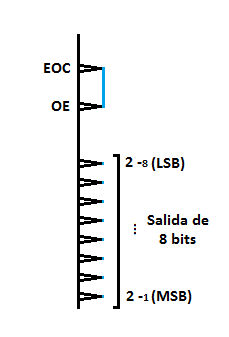 EOC
OE
2 -8 (LSB)
⋮ Salida de
8 bits
2 -1 (MSB)